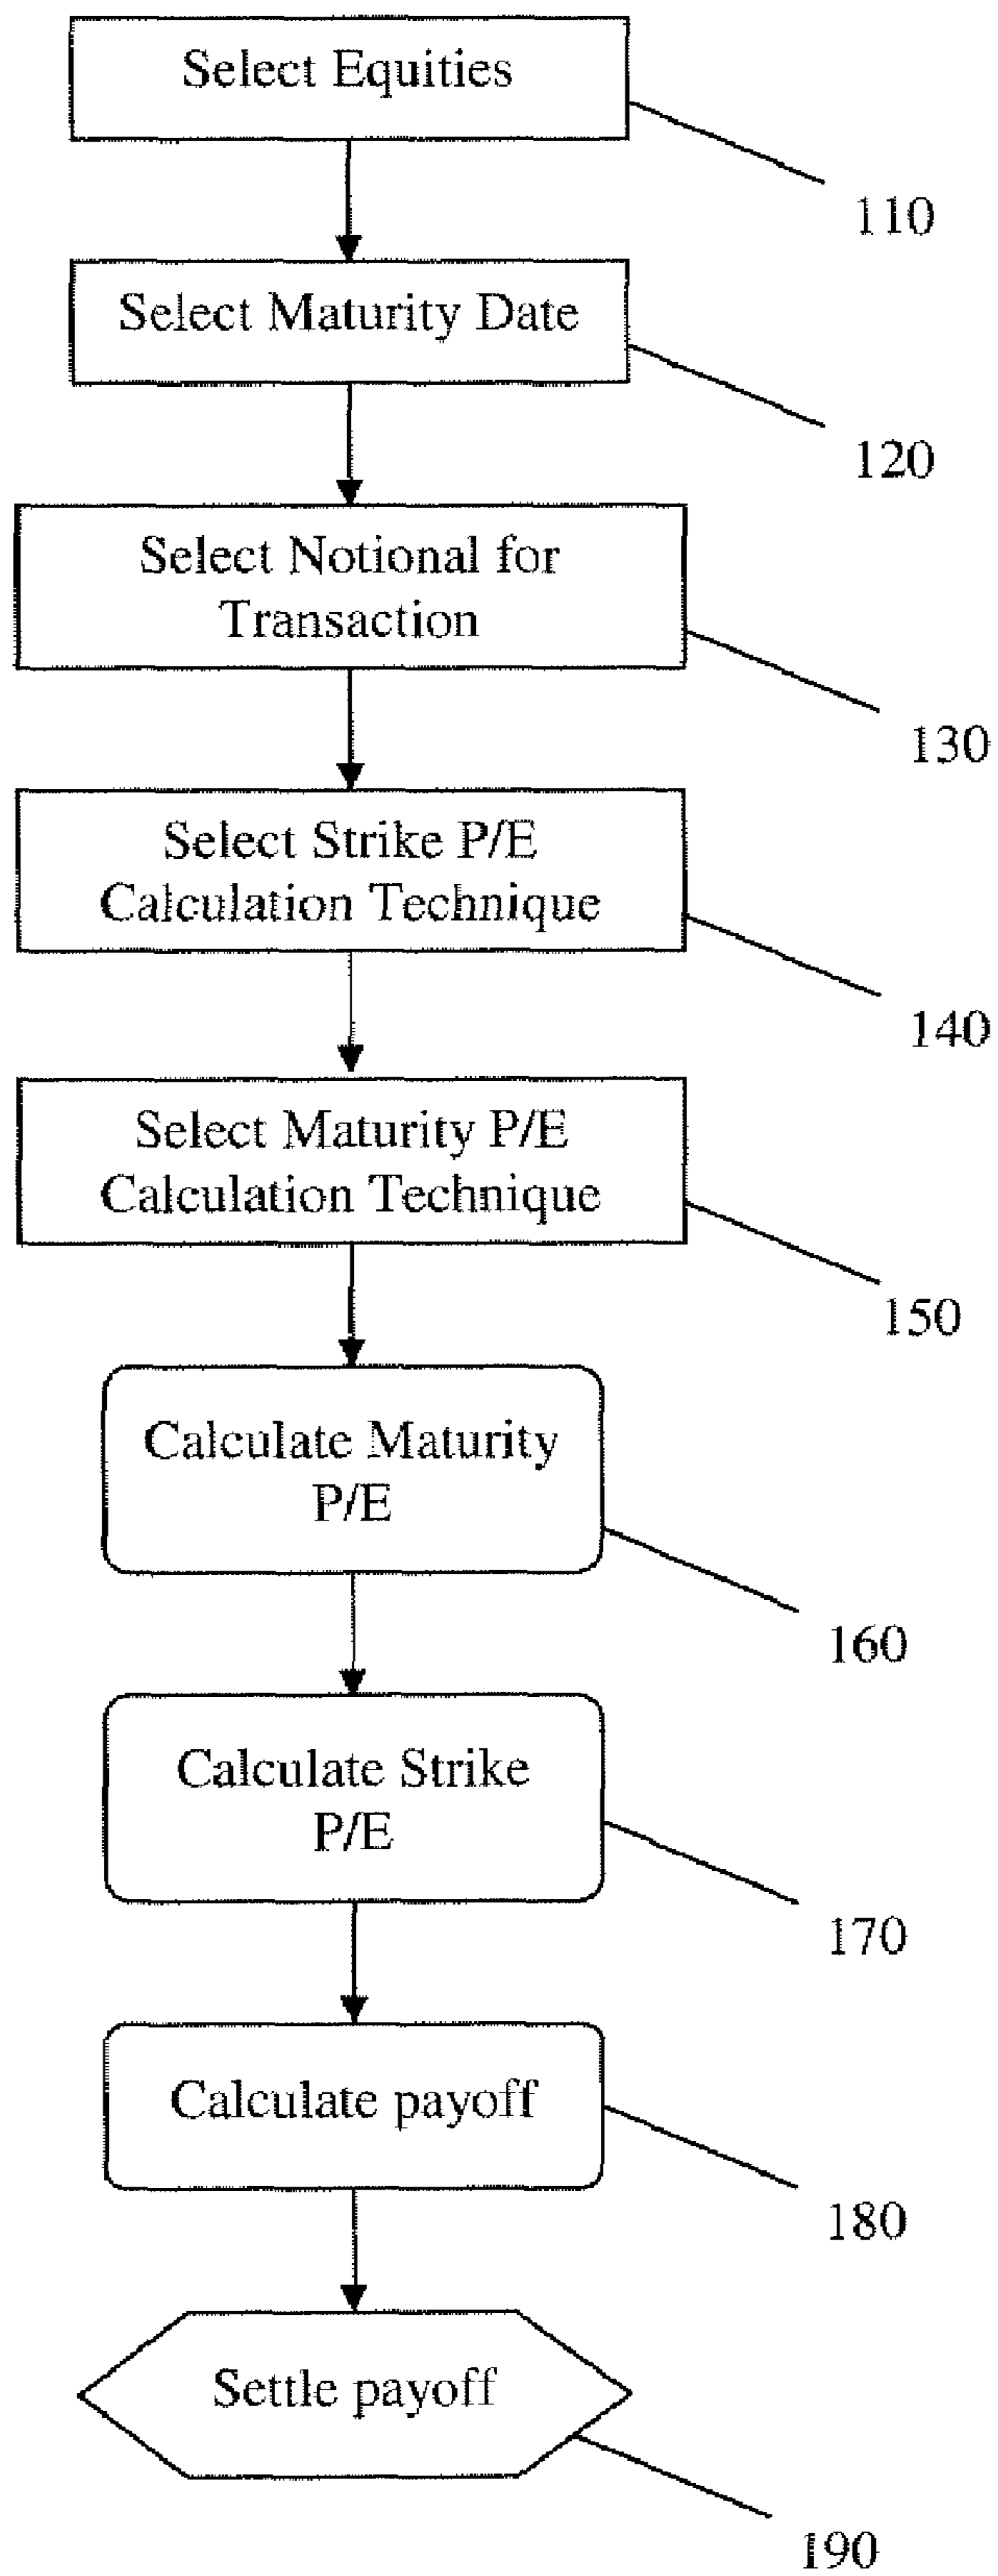 Select Equities
110
Select Maturity Date
120
Select Notional for
Transaction
130
Select Strike P/E
Calculation Technique
140
Select Maturity P/E
Calculation Technique
150
Calculate Maturity
P/E
160
Calculate Strike
P/E
170
Calculate payoff
180
Settle payoff
190